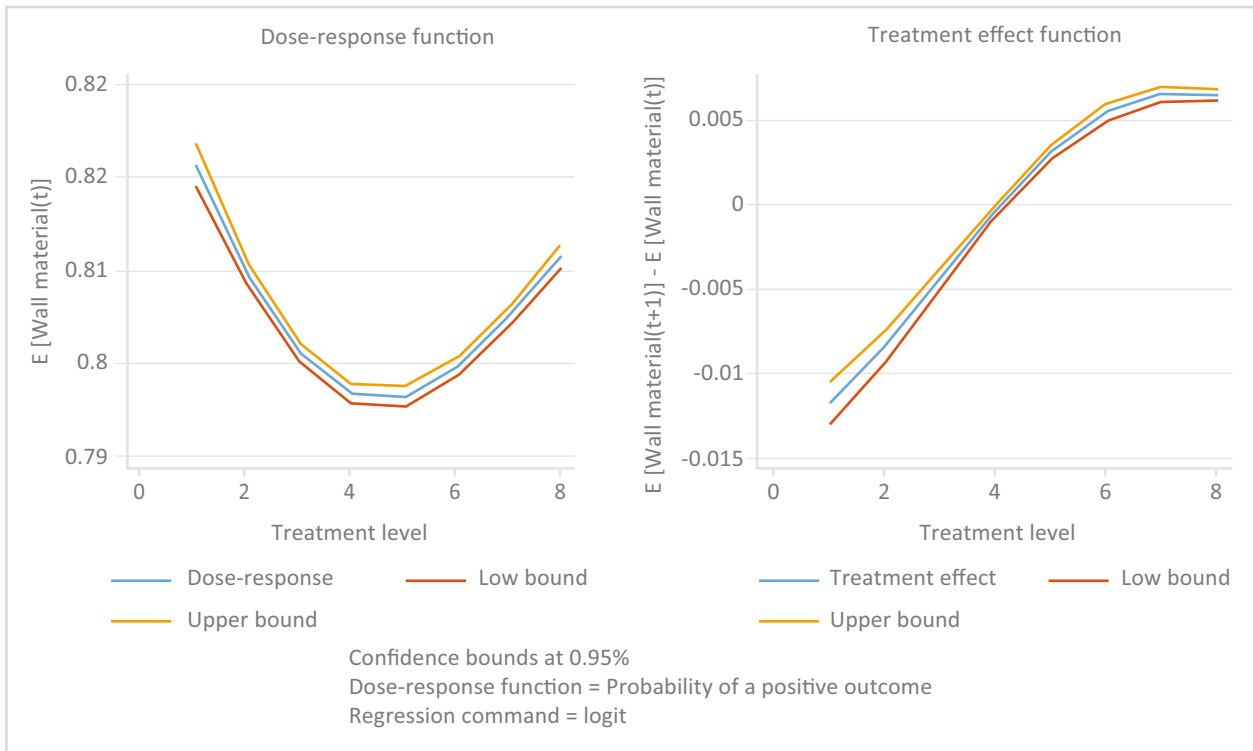 Dose-response function
E [Wall material(t)]
0.82
0.82
0.81
0.8
0.79
0
2
4
6
8
Treatment level
Dose-response
Low bound
Upper bound
Treatment effect function
E [Wall material(t+1)] - E [Wall material(t)]
0.005
0
-0.005
-0.01
-0.015
0
2
4
6
8
Treatment level
Treatment effect
Low bound
Upper bound
Confidence bounds at 0.95%
Dose-response function = Probability of a positive outcome
Regression command = logit